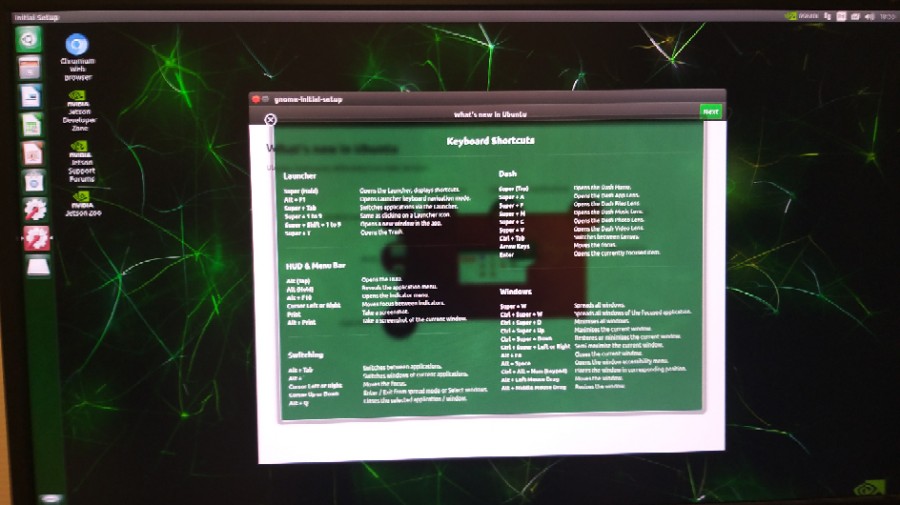 Initial Setup
Chromium
Web
browser
NVIDIA
Jetson
Developer
Zone
NVIDIA
Jetson
Support
Forums
NVIDIA
Jetson Zoo
gnome-initial-setup
What's new in Ubuntu
Next
What's new in Ubuntu
Keyboard Shortcuts
Launcher
Super (Hold) Opens the Launcher, displays shortcuts.
Alt + F1 Opens Launcher keyboard navigation mode.
Super + Tab Switches applications via the Launcher.
Super + 1 to 9 Same as clicking on a Launcher icon.
Super + Shift + 1 to 9 Opens a new window in the app.
Super + T Opens the Trash.
HUD & Menu Bar
Alt (Tap) Opens the HUD.
Alt (Hold) Reveals the application menu.
Alt + F10 Opens the indicator menu.
Cursor Left or Right Moves focus between indicators.
Print Take a screenshot.
Alt + Print Take a screenshot of the current window.
Switching
Alt + Tab Switches between applications.
Alt + Switches windows of current applications.
Cursor Left or Right Moves the focus.
Cursor Up or Down Enter / Exit from spread mode or Select windows.
Alt + Q Closes the selected application / window.
Dash
Super (Tap) Opens the Dash Home.
Super + A Opens the Dash App Lens.
Super + F Opens the Dash Files Lens.
Super + M Opens the Dash Music Lens.
Super + C Opens the Dash Photo Lens.
Super + V Opens the Dash Video Lens.
Ctrl + Tab Switches between Lenses.
Arrow Keys Moves the focus.
Enter Opens the currently focused item.
Windows
Super + W Spreads all windows.
Ctrl + Super + W Spreads all windows of the focused application.
Ctrl + Super + D Minimises all windows.
Ctrl + Super + Up Maximises the current window.
Ctrl + Super + Down Restores or minimises the current window.
Ctrl + Super + Left or Right Semi maximise the current window.
Alt + F4 Closes the current window.
Alt + Space Opens the window accessibility menu.
Ctrl + Alt + Num (keypad) Places the window in corresponding position.
Alt + Left Mouse Drag Moves the window.
Alt + Middle Mouse Drag Resizes the window.